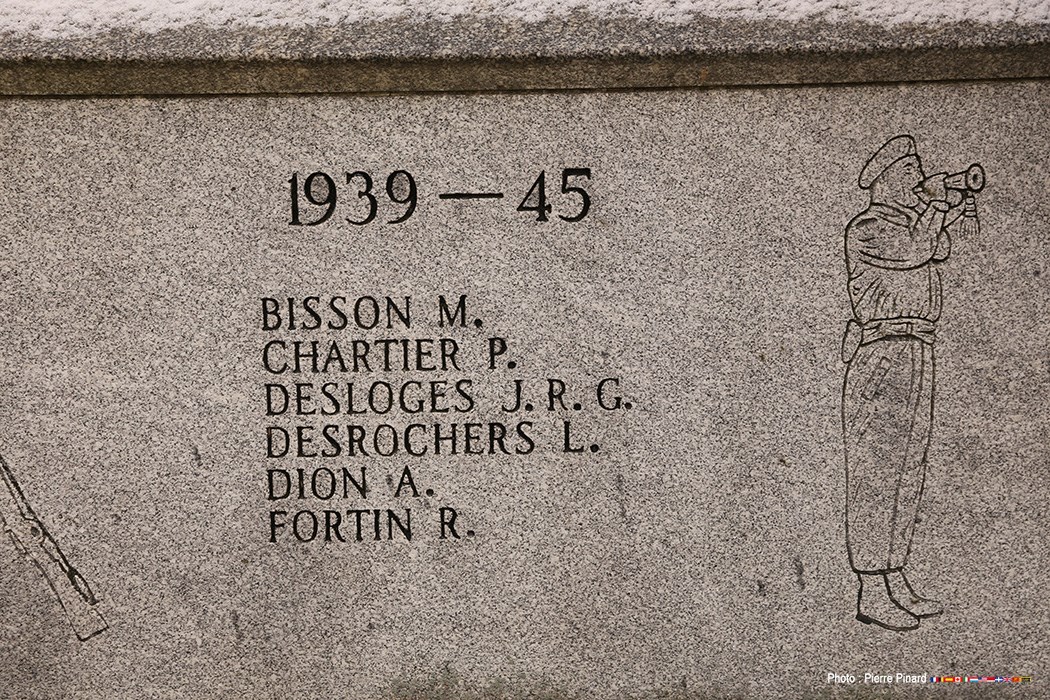 1939 — 45
BISSON M.
CHARTIER P.
DESLOGES J. R. G.
DESROCHERS L.
DION A.
FORTIN R.
Photo : Pierre Pinard